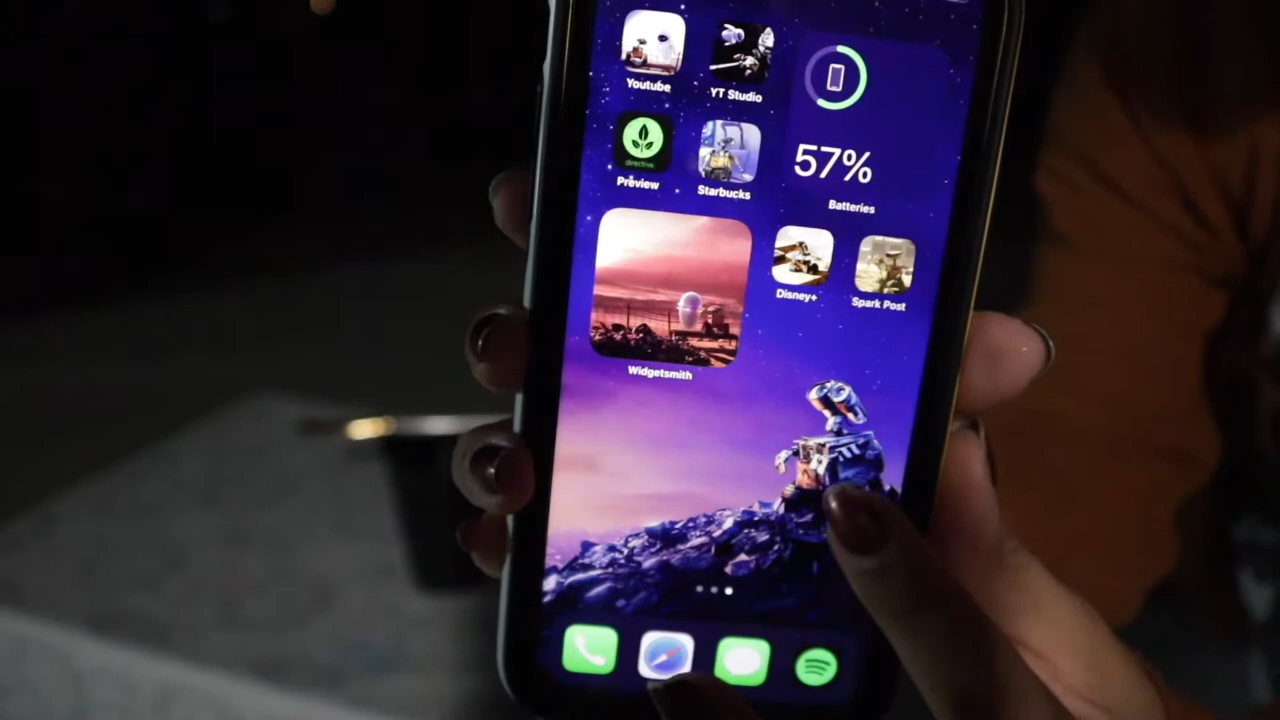 Youtube
YT Studio
directive
Preview
Starbucks
57%
Batteries
Widgetsmith
Disney+
Spark Post